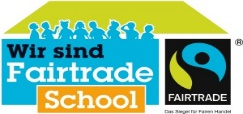 Wir sind
Fairtrade
School
®
FAIRTRADE
Das Siegel für Fairen Handel